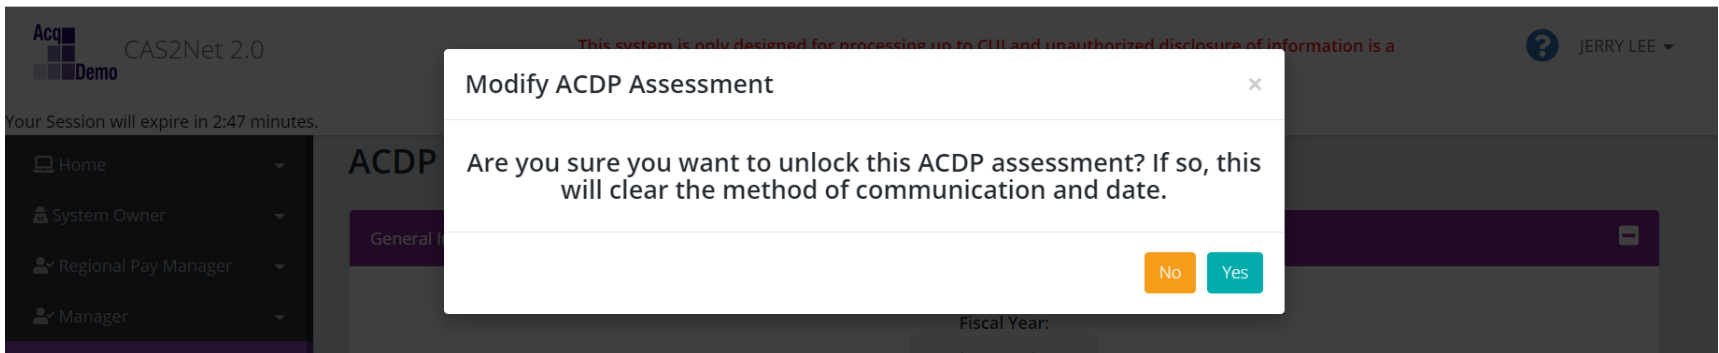 Acq
Demo
CAS2Net 2.0
This system is only designed for processing up to CUI and unauthorized disclosure of information is a
?
JERRY LEE
Your Session will expire in 2:47 minutes.
Home
System Owner
Regional Pay Manager
Manager
ACDP
General
Modify ACDP Assessment
×
Are you sure you want to unlock this ACDP assessment? If so, this
will clear the method of communication and date.
No
Yes
Fiscal Year: